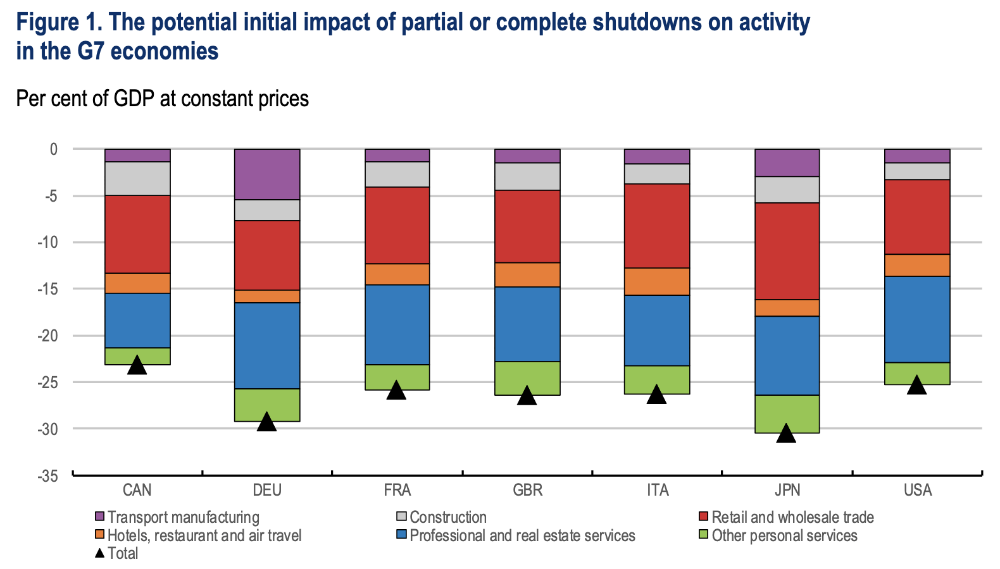 Figure 1. The potential initial impact of partial or complete shutdowns on activity
in the G7 economies
Per cent of GDP at constant prices
0
-5
-10
-15
-20
-25
-30
-35
CAN DEU FRA GBR ITA JPN USA
Transport manufacturing Construction Retail and wholesale trade
Hotels, restaurant and air travel Professional and real estate services Other personal services
Total